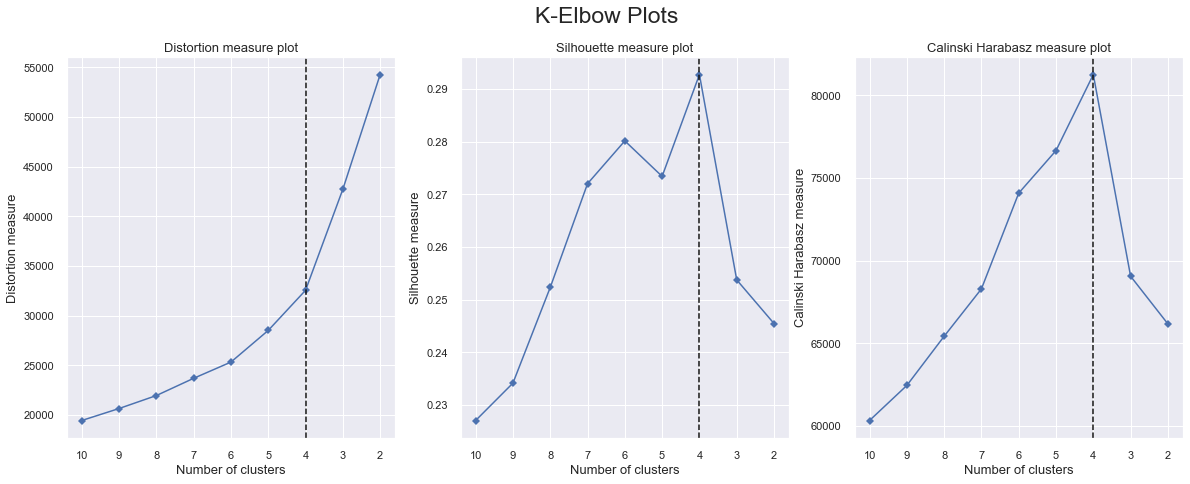 K-Elbow Plots
Distortion measure plot
Distortion measure
55000
50000
45000
40000
35000
30000
25000
20000
10 9 8 7 6 5 4 3 2
Number of clusters
Silhouette measure plot
Silhouette measure
0.29
0.28
0.27
0.26
0.25
0.24
0.23
10 9 8 7 6 5 4 3 2
Number of clusters
Calinski Harabasz measure plot
Calinski Harabasz measure
80000
75000
70000
65000
60000
10 9 8 7 6 5 4 3 2
Number of clusters